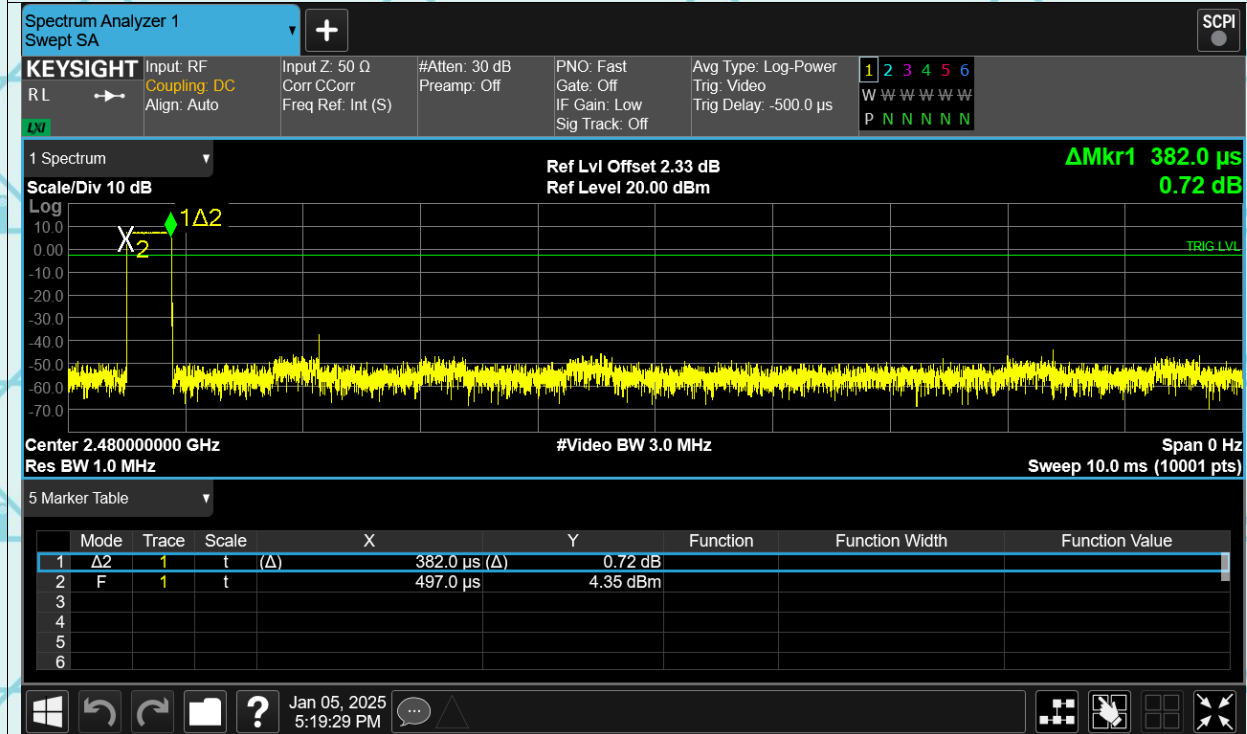 Spectrum Analyzer 1
Swept SA
SCPI
KEYSIGHT
RL
LXI
Input: RF
Coupling: DC
Align: Auto
Input Z: 50 Ω
Corr CCorr
Freq Ref: Int (S)
#Atten: 30 dB
Preamp: Off
PNO: Fast
Gate: Off
IF Gain: Low
Sig Track: Off
Avg Type: Log-Power
Trig: Video
Trig Delay: -500.0 µs
1 2 3 4 5 6
W W W W W W
P N N N N N
1 Spectrum
Scale/Div 10 dB
Ref Lvl Offset 2.33 dB
Ref Level 20.00 dBm
ΔMkr1 382.0 µs
0.72 dB
Log
10.0
0.00
-10.0
-20.0
-30.0
-40.0
-50.0
-60.0
-70.0
1Δ2
X2
TRIG LVL
Center 2.480000000 GHz
#Video BW 3.0 MHz
Span 0 Hz
Res BW 1.0 MHz
Sweep 10.0 ms (10001 pts)
5 Marker Table
Mode Trace Scale X Y Function Function Width Function Value
1 Δ2 1 t (Δ) 382.0 µs (Δ) 0.72 dB
2 F 1 t 497.0 µs 4.35 dBm
3
4
5
6
?
Jan 05, 2025
5:19:29 PM